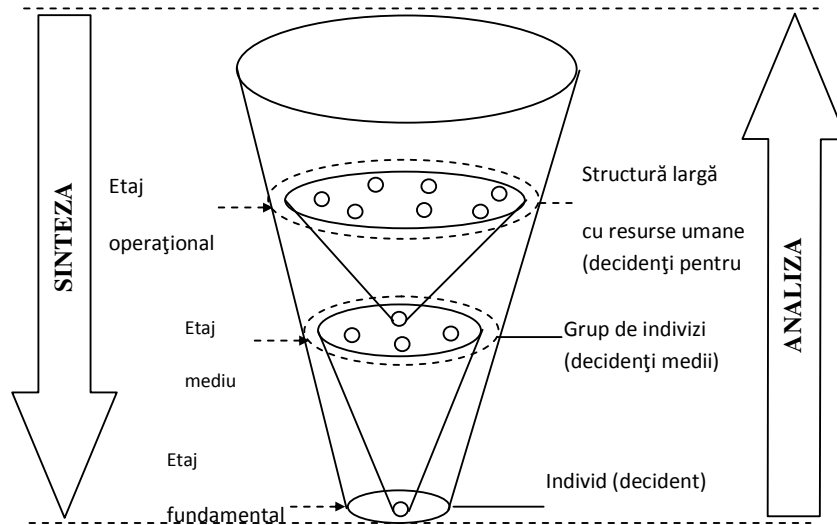 SINTEZA
Etaj
operaţional
Structură largă
cu resurse umane
(decidenţi pentru
ANALIZA
Etaj
mediu
Grup de indivizi
(decidenţi medii)
Etaj
fundamental
Individ (decident)